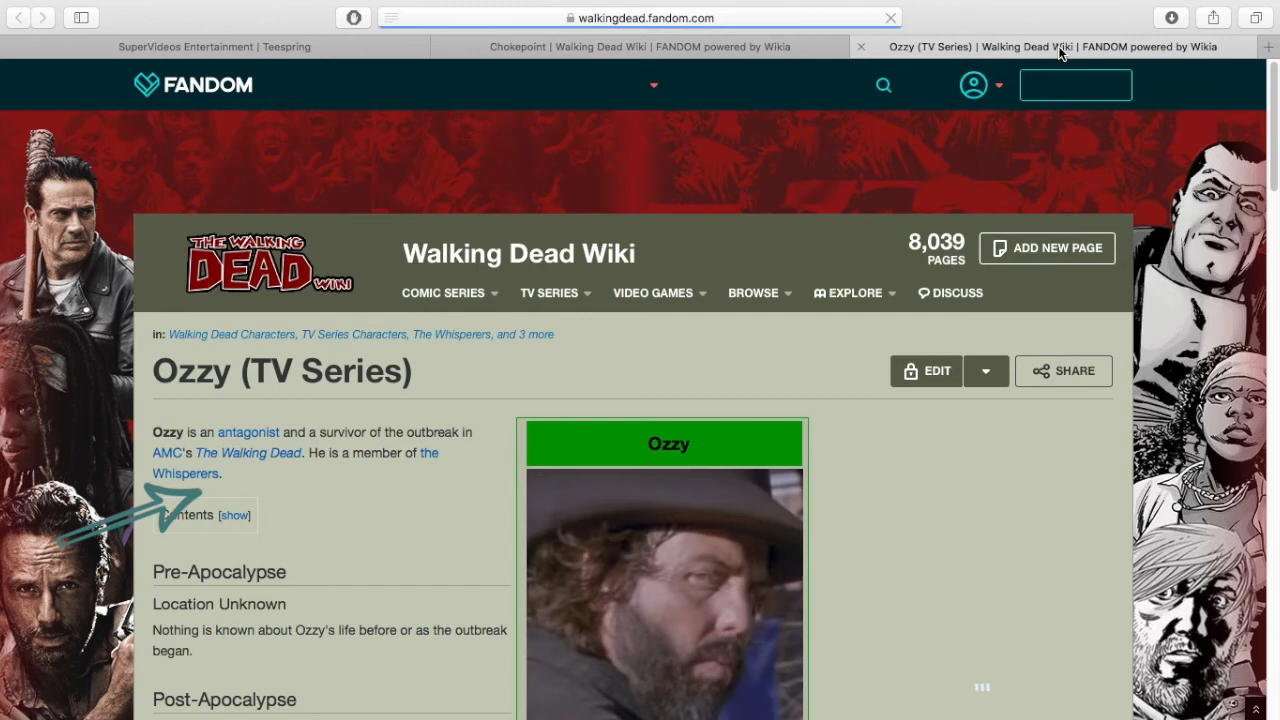 walkingdead.fandom.com
SuperVideos Entertainment | Teespring
Chokepoint | Walking Dead Wiki | FANDOM powered by Wikia
Ozzy (TV Series) | Walking Dead Wiki | FANDOM powered by Wikia
FANDOM
THE WALKING DEAD WIKI
Walking Dead Wiki
8,039
PAGES
ADD NEW PAGE
COMIC SERIES
TV SERIES
VIDEO GAMES
BROWSE
EXPLORE
DISCUSS
in: Walking Dead Characters, TV Series Characters, The Whisperers, and 3 more
Ozzy (TV Series)
EDIT
SHARE
Ozzy is an antagonist and a survivor of the outbreak in
AMC's The Walking Dead. He is a member of the
Whisperers.
Ozzy
Contents [show]
Pre-Apocalypse
Location Unknown
Nothing is known about Ozzy's life before or as the outbreak
began.
Post-Apocalypse